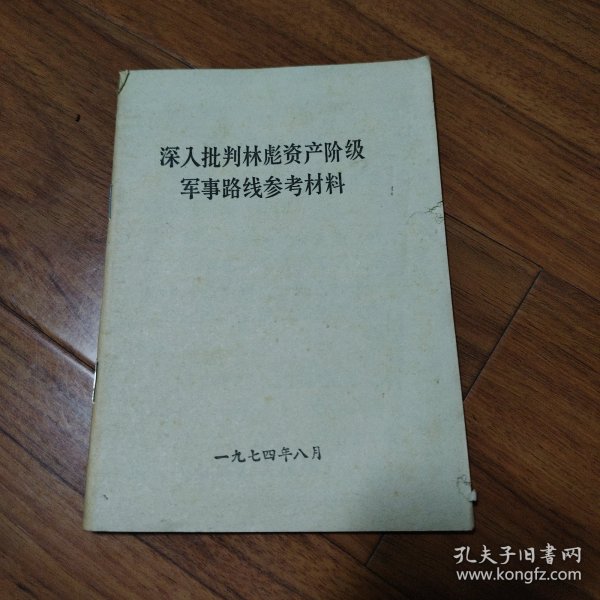 深入批判林彪资产阶级
军事路线参考材料
一九七四年八月
孔夫子旧书网
www.kongfz.com